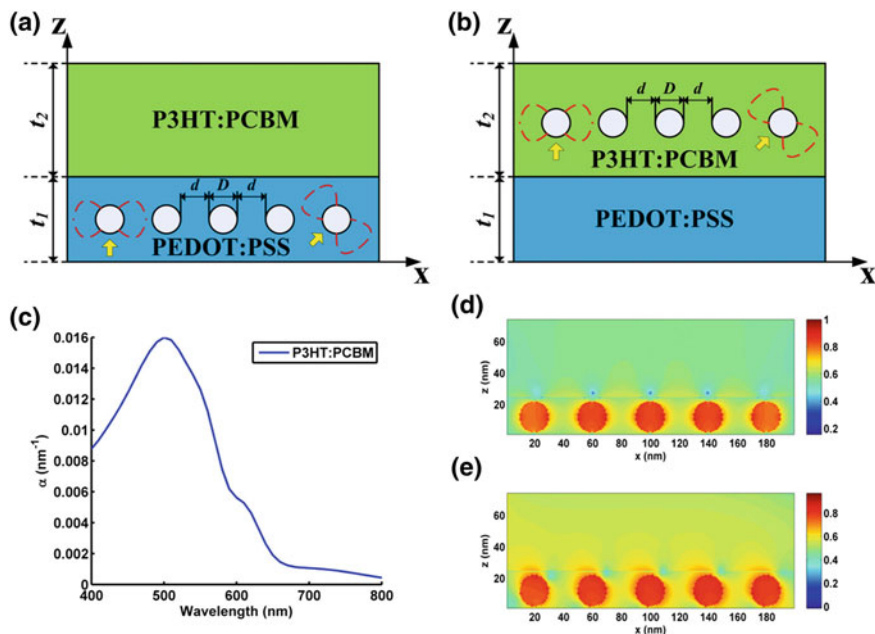 (a)
z
t2
P3HT:PCBM
d D d
t1
PEDOT:PSS
x
(b)
z
d D d
t2
P3HT:PCBM
t1
PEDOT:PSS
x
(c)
0.016
0.014
0.012
0.01
0.008
0.006
0.004
0.002
0
α (nm⁻¹)
P3HT:PCBM
400 500 600 700 800
Wavelength (nm)
(d)
60
40
20
z (nm)
20 40 60 80 100 120 140 160 180
x (nm)
1
0.8
0.6
0.4
0.2
(e)
60
40
20
z (nm)
20 40 60 80 100 120 140 160 180
x (nm)
0.8
0.6
0.4
0.2
0